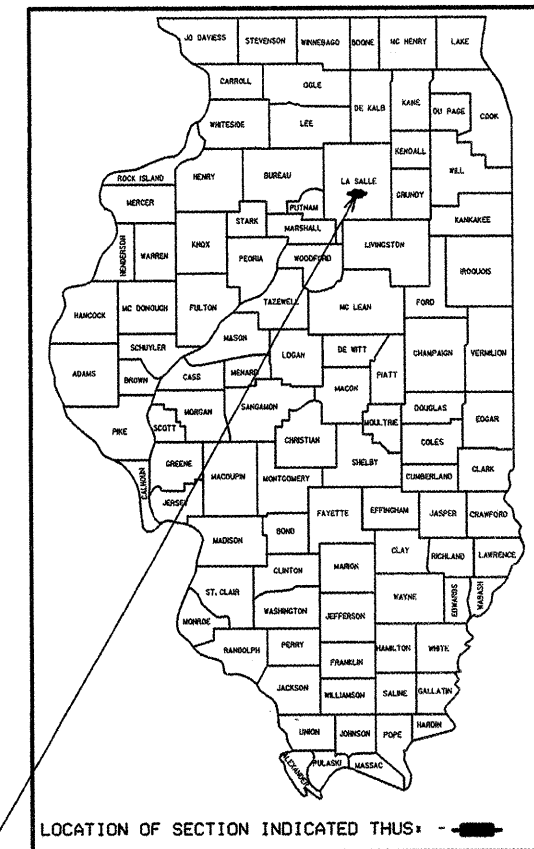 JO DAVIESS STEPHENSON WINNEBAGO BOONE MC HENRY LAKE
CARROLL OGLE DE KALB KANE DU PAGE COOK
WHITESIDE LEE KENDALL WILL
ROCK ISLAND HENRY BUREAU LA SALLE GRUNDY
MERCER PUTNAM KANKAKEE
HENDERSON WARREN KNOX STARK MARSHALL LIVINGSTON
PEORIA WOODFORD IROQUOIS
HANCOCK MC DONOUGH FULTON TAZEWELL MC LEAN FORD
SCHUYLER MASON LOGAN DE WITT CHAMPAIGN VERMILION
ADAMS BROWN CASS MENARD MACON PIATT
PIKE SCOTT MORGAN SANGAMON CHRISTIAN MOULTRIE DOUGLAS EDGAR
COLES
CALHOUN GREENE MACOUPIN MONTGOMERY SHELBY CUMBERLAND CLARK
JERSEY FAYETTE EFFINGHAM JASPER CRAWFORD
MADISON BOND CLAY RICHLAND LAWRENCE
CLINTON MARION
ST. CLAIR WASHINGTON JEFFERSON WAYNE EDWARDS WABASH
MONROE
RANDOLPH PERRY FRANKLIN HAMILTON WHITE
JACKSON WILLIAMSON SALINE GALLATIN
UNION JOHNSON POPE HARDIN
ALEXANDER PULASKI MASSAC
LOCATION OF SECTION INDICATED THUS: -